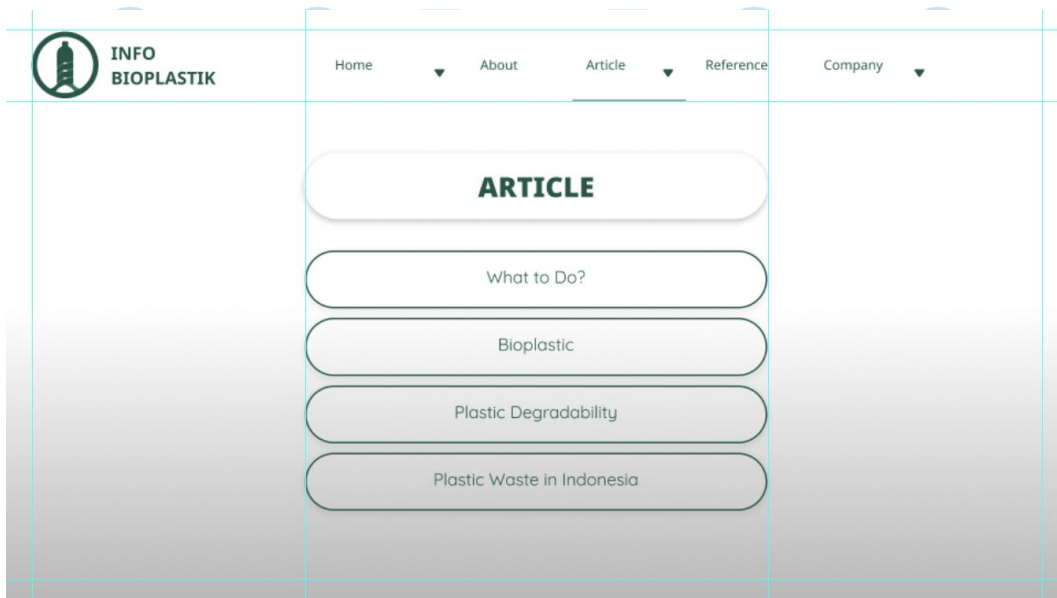 INFO
BIOPLASTIK
Home About Article Reference Company
ARTICLE
What to Do?
Bioplastic
Plastic Degradability
Plastic Waste in Indonesia